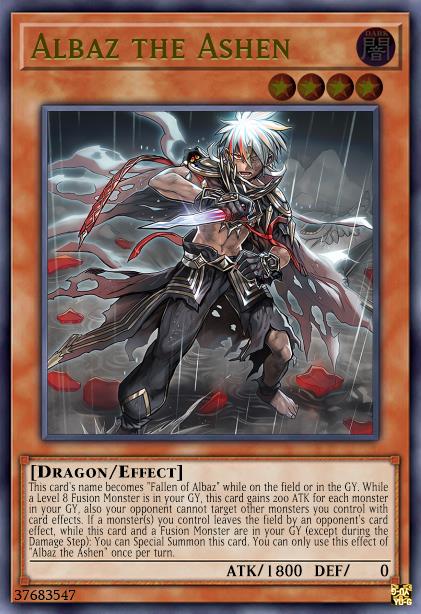 ALBAZ THE ASHEN
DARK
闇
[DRAGON/EFFECT]
This card's name becomes "Fallen of Albaz" while on the field or in the GY. While
a Level 8 Fusion Monster is in your GY, this card gains 200 ATK for each monster
in your GY, also your opponent cannot target other monsters you control with
card effects. If a monster(s) you control leaves the field by an opponent's card
effect, while this card and a Fusion Monster are in your GY (except during the
Damage Step): You can Special Summon this card. You can only use this effect of
"Albaz the Ashen" once per turn.
ATK/1800 DEF/ 0
37683547